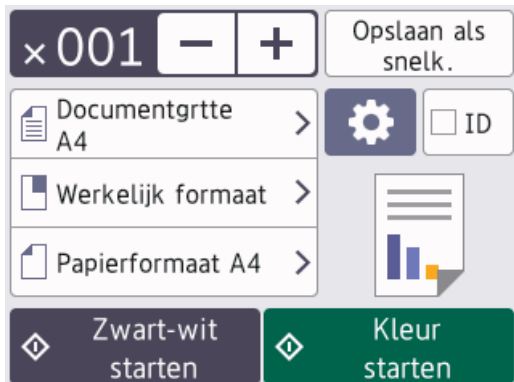 ×001 − +
Opslaan als
snelk.
Documentgrtte
A4
ID
Werkelijk formaat
Papierformaat A4
Zwart-wit
starten
Kleur
starten